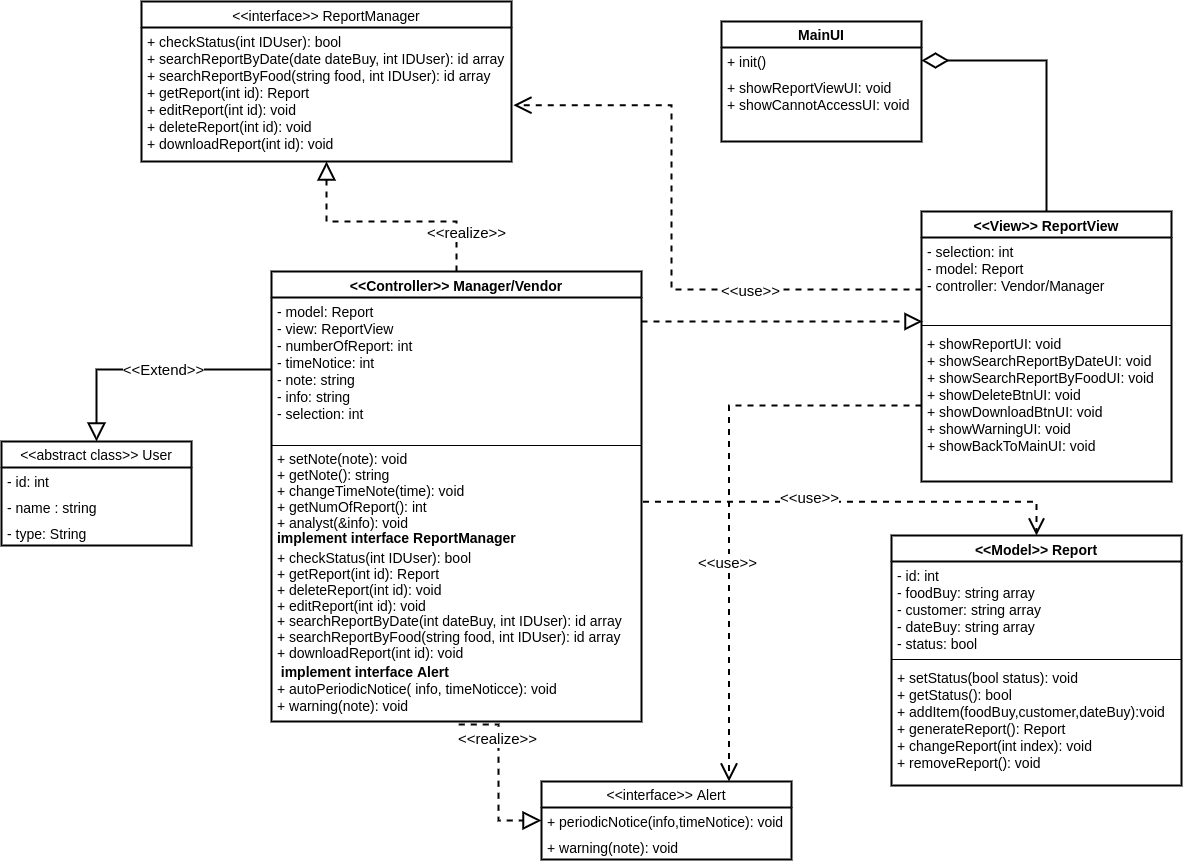 <<interface>> ReportManager
+ checkStatus(int IDUser): bool
+ searchReportByDate(date dateBuy, int IDUser): id array
+ searchReportByFood(string food, int IDUser): id array
+ getReport(int id): Report
+ editReport(int id): void
+ deleteReport(int id): void
+ downloadReport(int id): void
MainUI
+ init()
+ showReportViewUI: void
+ showCannotAccessUI: void
<<realize>>
<<use>>
<<View>> ReportView
- selection: int
- model: Report
- controller: Vendor/Manager
+ showReportUI: void
+ showSearchReportByDateUI: void
+ showSearchReportByFoodUI: void
+ showDeleteBtnUI: void
+ showDownloadBtnUI: void
+ showWarningUI: void
+ showBackToMainUI: void
<<Controller>> Manager/Vendor
- model: Report
- view: ReportView
- numberOfReport: int
- timeNotice: int
- note: string
- info: string
- selection: int
+ setNote(note): void
+ getNote(): string
+ changeTimeNote(time): void
+ getNumOfReport(): int
+ analyst(&info): void
implement interface ReportManager
+ checkStatus(int IDUser): bool
+ getReport(int id): Report
+ deleteReport(int id): void
+ editReport(int id): void
+ searchReportByDate(int dateBuy, int IDUser): id array
+ searchReportByFood(string food, int IDUser): id array
+ downloadReport(int id): void
implement interface Alert
+ autoPeriodicNotice( info, timeNoticce): void
+ warning(note): void
<<Extend>>
<<abstract class>> User
- id: int
- name : string
- type: String
<<use>>
<<use>>
<<Model>> Report
- id: int
- foodBuy: string array
- customer: string array
- dateBuy: string array
- status: bool
+ setStatus(bool status): void
+ getStatus(): bool
+ addItem(foodBuy,customer,dateBuy):void
+ generateReport(): Report
+ changeReport(int index): void
+ removeReport(): void
<<realize>>
<<interface>> Alert
+ periodicNotice(info,timeNotice): void
+ warning(note): void